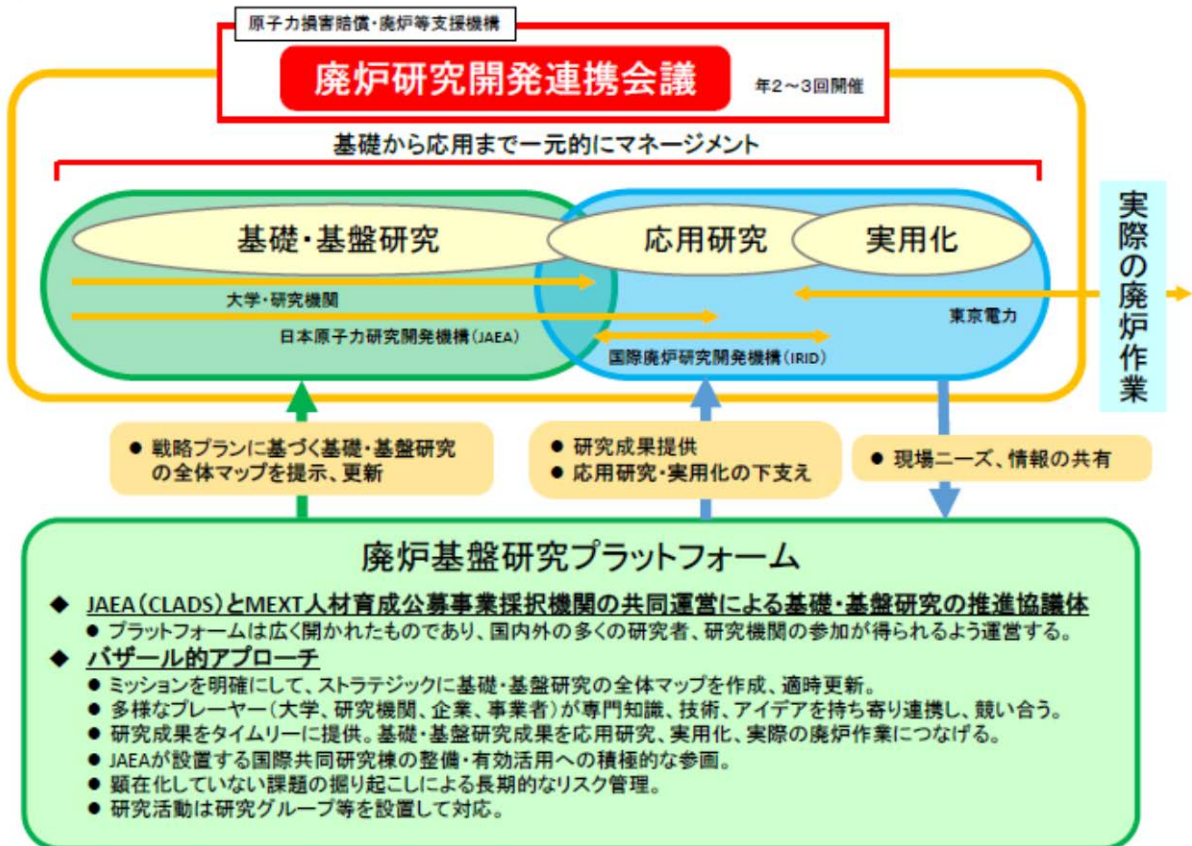 原子力損害賠償・廃炉等支援機構
廃炉研究開発連携会議
年2～3回開催
基礎から応用まで一元的にマネージメント
基礎・基盤研究
応用研究
実用化
実際の廃炉作業
大学・研究機関
東京電力
日本原子力研究開発機構(JAEA)
国際廃炉研究開発機構(IRID)
● 戦略プランに基づく基礎・基盤研究
の全体マップを提示、更新
● 研究成果提供
● 応用研究・実用化の下支え
● 現場ニーズ、情報の共有
廃炉基盤研究プラットフォーム
◆ JAEA(CLADS)とMEXT人材育成公募事業採択機関の共同運営による基礎・基盤研究の推進協議体
● プラットフォームは広く開かれたものであり、国内外の多くの研究者、研究機関の参加が得られるよう運営する。
◆ バザール的アプローチ
● ミッションを明確にして、ストラテジックに基礎・基盤研究の全体マップを作成、適時更新。
● 多様なプレーヤー(大学、研究機関、企業、事業者)が専門知識、技術、アイデアを持ち寄り連携し、競い合う。
● 研究成果をタイムリーに提供。基礎・基盤研究成果を応用研究、実用化、実際の廃炉作業につなげる。
● JAEAが設置する国際共同研究棟の整備・有効活用への積極的な参画。
● 顕在化していない課題の掘り起こしによる長期的なリスク管理。
● 研究活動は研究グループ等を設置して対応。